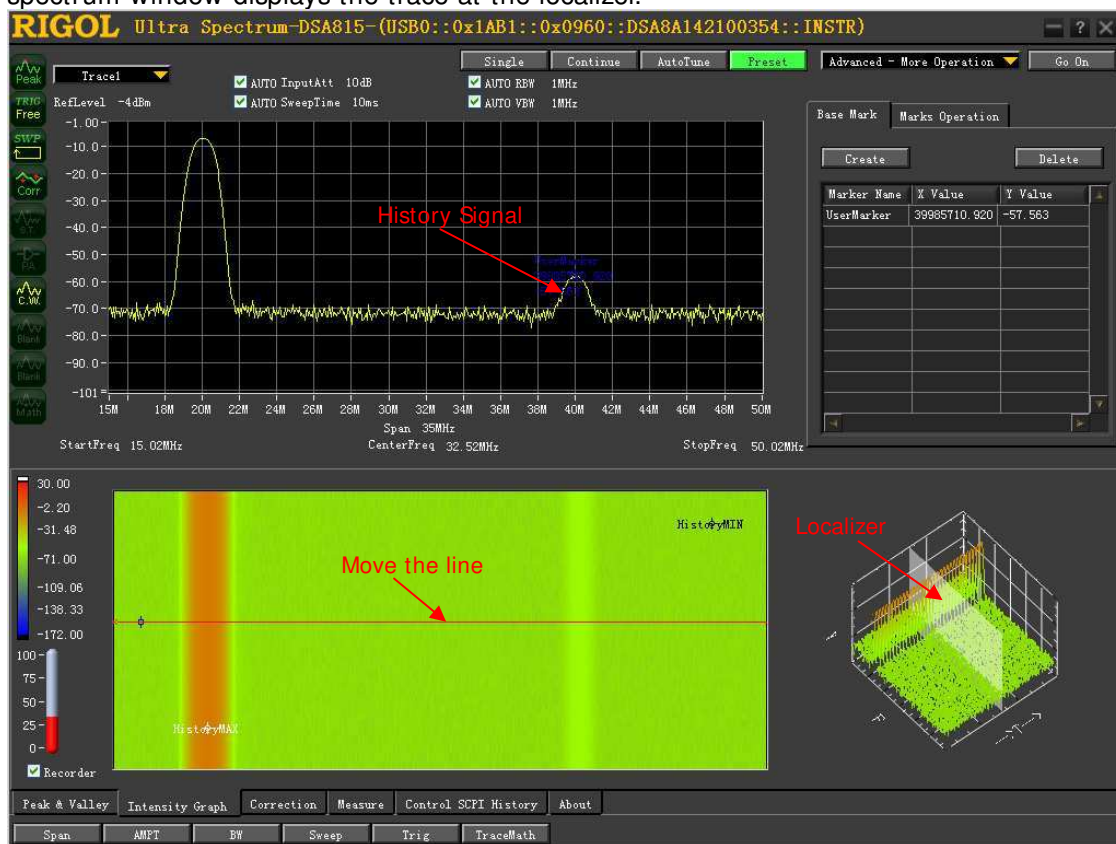 spectrum window displays the trace at the localizer.
RIGOL Ultra Spectrum-DSA815-(USB0::0x1AB1::0x0960::DSA8A142100354::INSTR)
Single Continue AutoTune Preset Advanced - More Operation Go On
Peak Trace1 AUTO InputAtt 10dB AUTO RBW 1MHz
TRIG Free RefLevel -4dBm AUTO SweepTime 10ms AUTO VBW 1MHz
Base Mark Marks Operation
Create Delete
Marker Name X Value Y Value
UserMarker 39985710.920 -57.563
SWP
Corr
S.T.
PA
C.W.
Blank
Blank
Math
-1.00
-10.0
-20.0
-30.0
-40.0
-50.0
-60.0
-70.0
-80.0
-90.0
-101
History Signal
UserMarker
15M 18M 20M 22M 24M 26M 28M 30M 32M 34M 36M 38M 40M 42M 44M 46M 48M 50M
Span 35MHz
StartFreq 15.02MHz CenterFreq 32.52MHz StopFreq 50.02MHz
30.00
-2.20
-31.48
-71.00
-109.06
-138.33
-172.00
100
75
50
25
0
Recorder
HistoryMIN
Move the line
HistoryMAX
Localizer
Peak & Valley Intensity Graph Correction Measure Control SCPI History About
Span AMPT BW Sweep Trig TraceMath